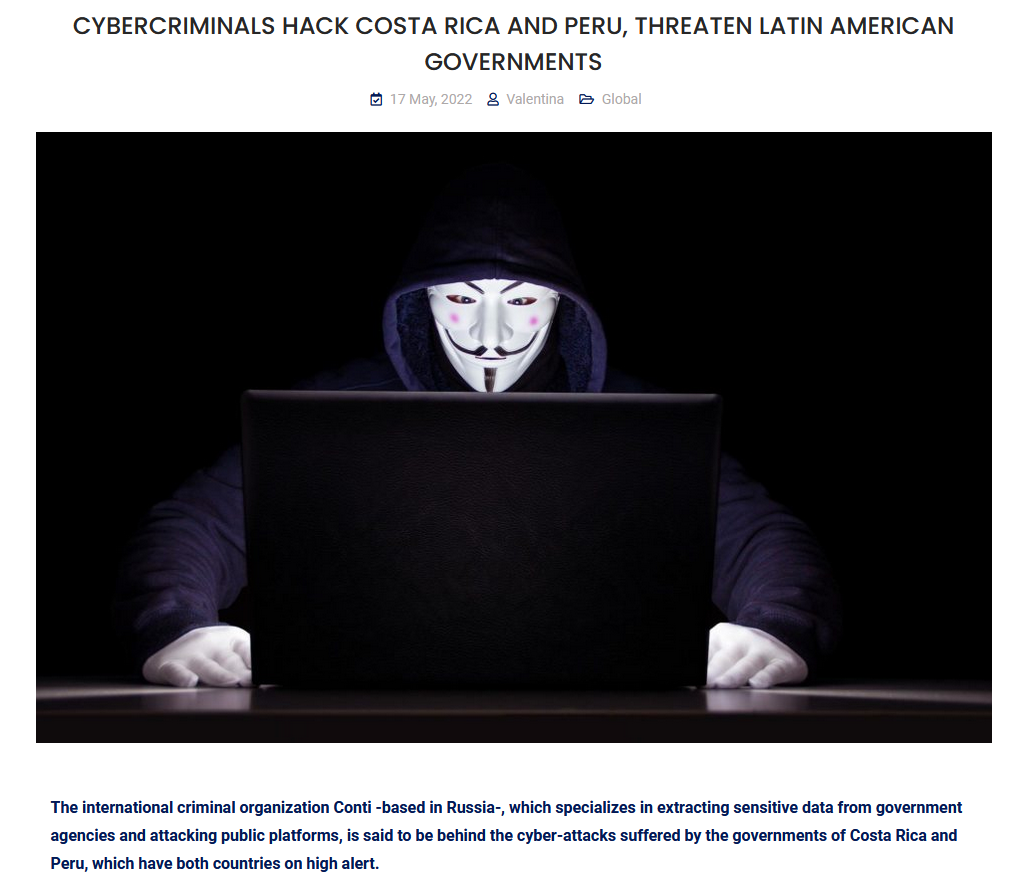 CYBERCRIMINALS HACK COSTA RICA AND PERU, THREATEN LATIN AMERICAN
GOVERNMENTS
17 May, 2022 Valentina Global
The international criminal organization Conti -based in Russia-, which specializes in extracting sensitive data from government
agencies and attacking public platforms, is said to be behind the cyber-attacks suffered by the governments of Costa Rica and
Peru, which have both countries on high alert.